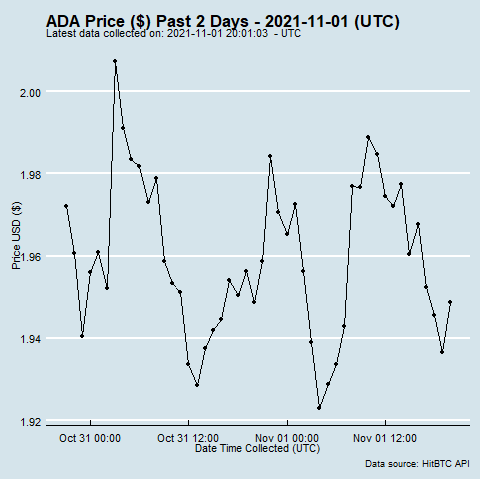 ADA Price ($) Past 2 Days - 2021-11-01 (UTC)
Latest data collected on: 2021-11-01 20:01:03 - UTC
2.00
1.98
1.96
1.94
1.92
Price USD ($)
Oct 31 00:00 Oct 31 12:00 Nov 01 00:00 Nov 01 12:00
Date Time Collected (UTC)
Data source: HitBTC API